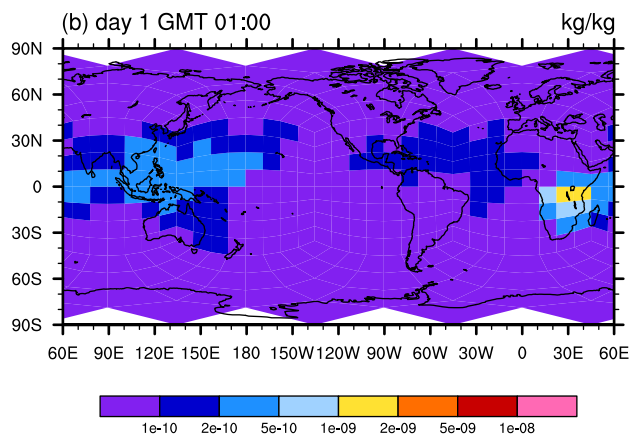 (b) day 1 GMT 01:00 kg/kg
90N
60N
30N
0
30S
60S
90S
60E 90E 120E 150E 180 150W 120W 90W 60W 30W 0 30E 60E
1e-10 2e-10 5e-10 1e-09 2e-09 5e-09 1e-08